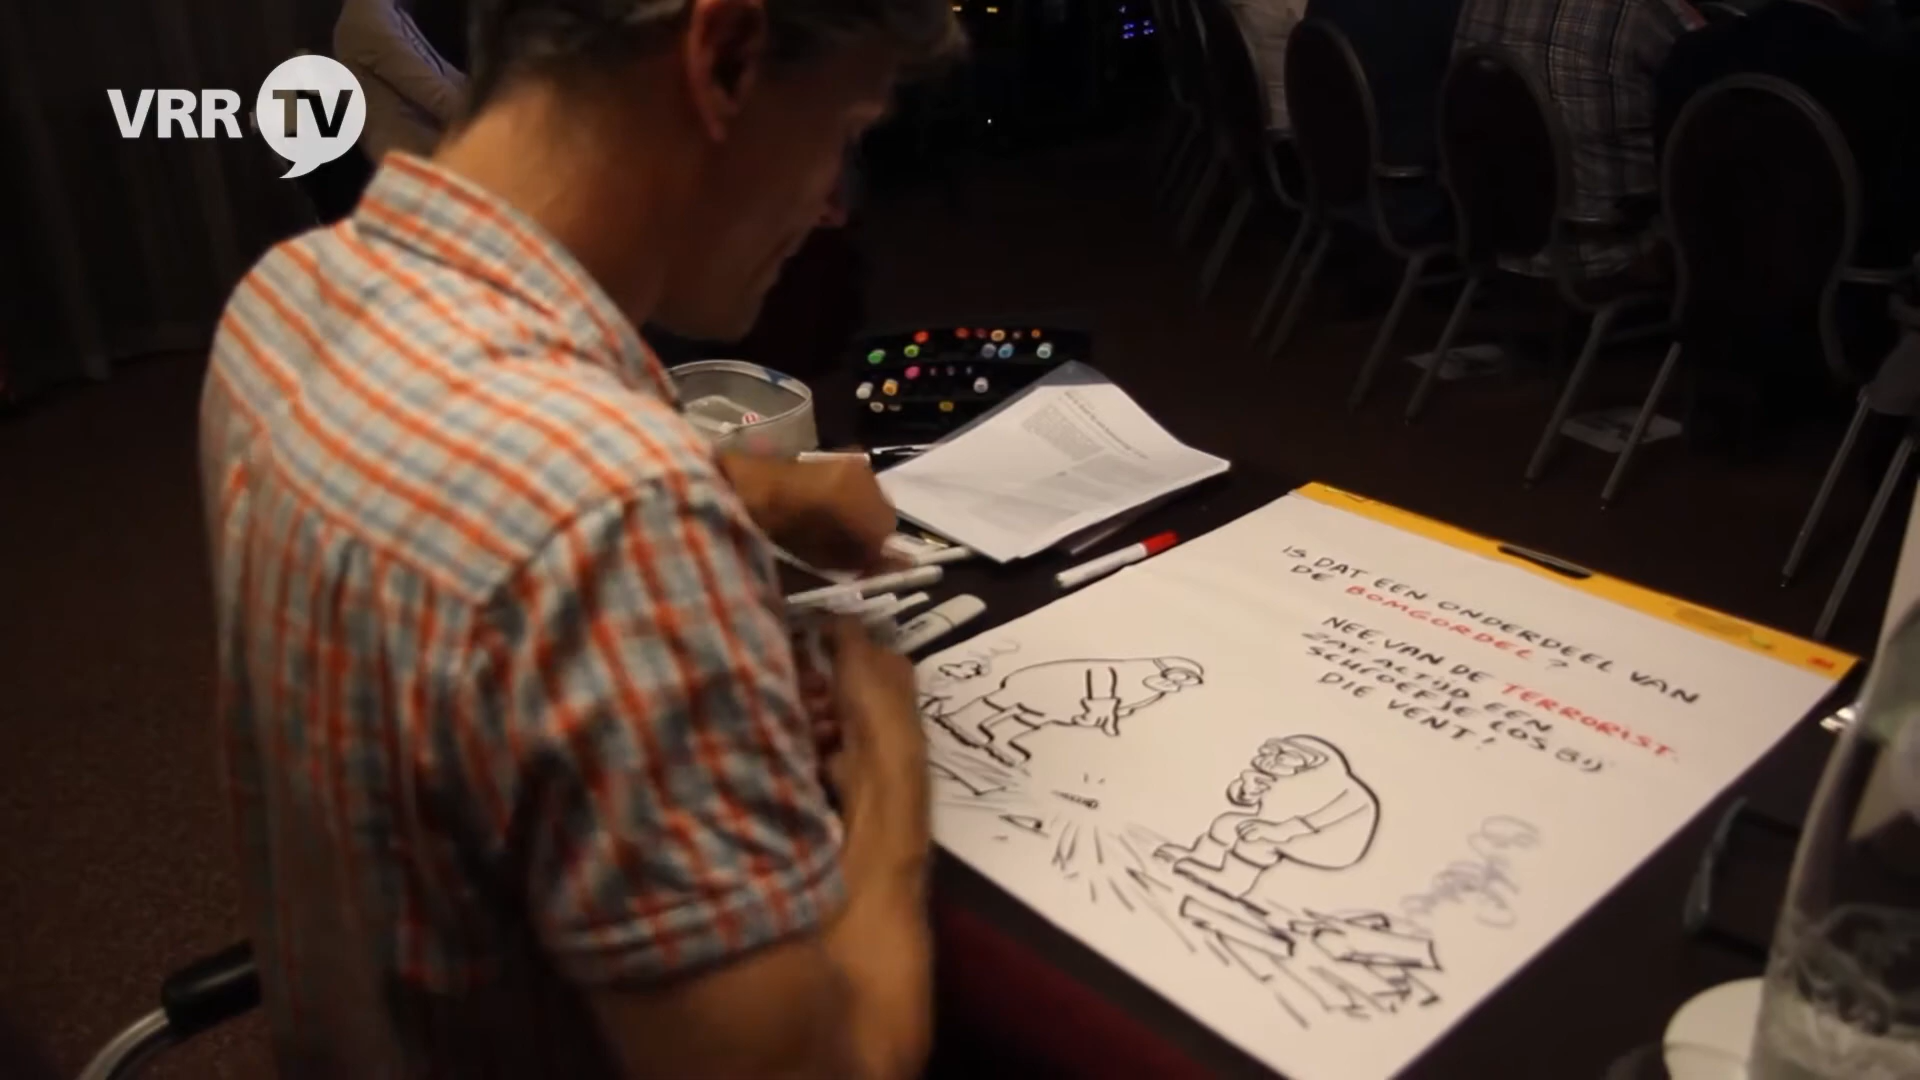 VRR TV
IS DAT EEN ONDERDEEL VAN
DE BOMGORDEL?
NEE, VAN DE TERRORIST.
ZAT ALTIJD EEN
SCHROEFJE LOS BIJ
DIE VENT!